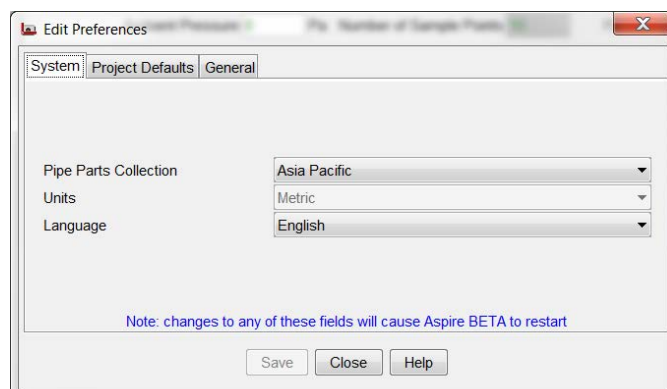 Edit Preferences
System Project Defaults General
Pipe Parts Collection Asia Pacific
Units Metric
Language English
Note: changes to any of these fields will cause Aspire BETA to restart
Save Close Help